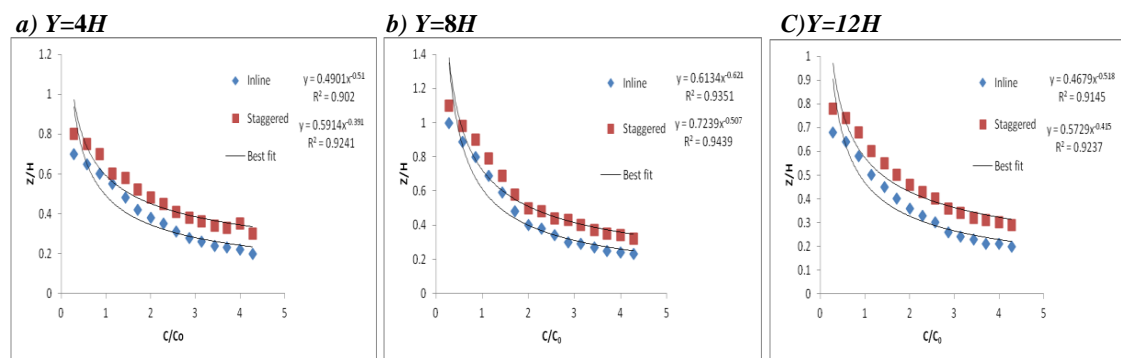 a) Y=4H
1.2
1
0.8
0.6
0.4
0.2
0
Z/H
0 1 2 3 4 5
C/Co
Inline
y = 0.4901x-0.51
R² = 0.902
Staggered
y = 0.5914x-0.391
R² = 0.9241
Best fit
b) Y=8H
1.4
1.2
1
0.8
0.6
0.4
0.2
0
Z/H
0 1 2 3 4 5
C/C0
Inline
y = 0.6134x-0.621
R² = 0.9351
Staggered
y = 0.7239x-0.507
R² = 0.9439
Best fit
C)Y=12H
1
0.9
0.8
0.7
0.6
0.5
0.4
0.3
0.2
0.1
0
Z/H
0 1 2 3 4 5
C/C0
Inline
y = 0.4679x-0.518
R² = 0.9145
Staggered
y = 0.5729x-0.415
R² = 0.9237
Best fit